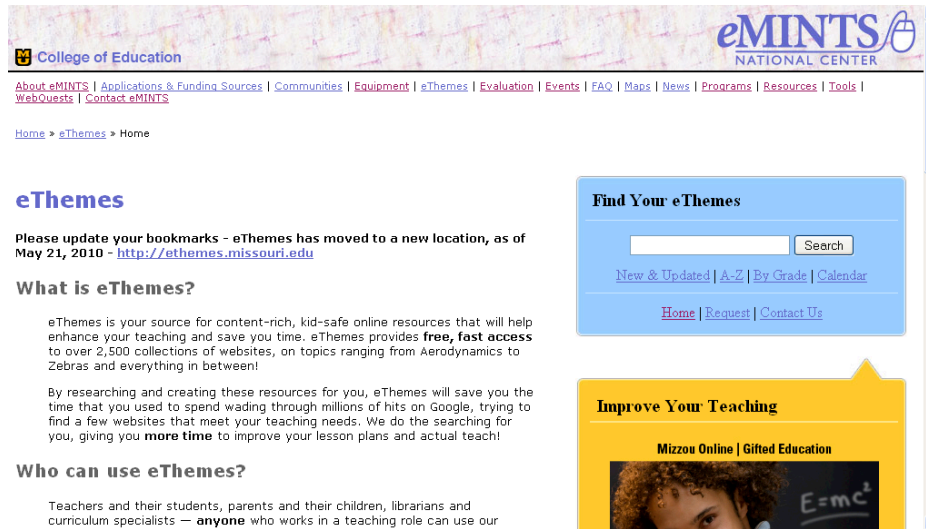 eMINTS
NATIONAL CENTER
College of Education
About eMINTS | Applications & Funding Sources | Communities | Equipment | eThemes | Evaluation | Events | FAQ | Maps | News | Programs | Resources | Tools |
WebQuests | Contact eMINTS
Home » eThemes » Home
eThemes
Please update your bookmarks - eThemes has moved to a new location, as of
May 21, 2010 - http://ethemes.missouri.edu
What is eThemes?
eThemes is your source for content-rich, kid-safe online resources that will help
enhance your teaching and save you time. eThemes provides free, fast access
to over 2,500 collections of websites, on topics ranging from Aerodynamics to
Zebras and everything in between!
By researching and creating these resources for you, eThemes will save you the
time that you used to spend wading through millions of hits on Google, trying to
find a few websites that meet your teaching needs. We do the searching for
you, giving you more time to improve your lesson plans and actual teach!
Who can use eThemes?
Teachers and their students, parents and their children, librarians and
curriculum specialists — anyone who works in a teaching role can use our
Find Your eThemes
Search
New & Updated | A-Z | By Grade | Calendar
Home | Request | Contact Us
Improve Your Teaching
Mizzou Online | Gifted Education
E=mc²